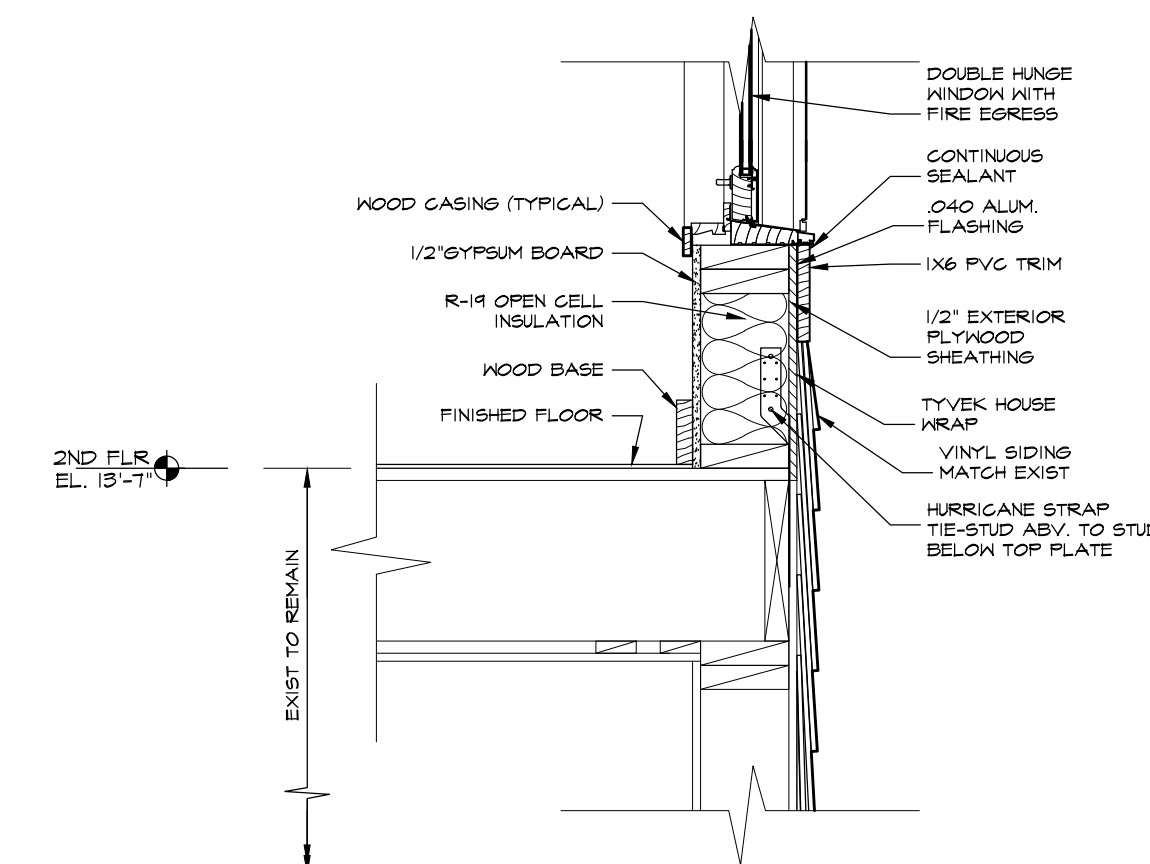 DOUBLE HUNGE
WINDOW WITH
FIRE EGRESS
CONTINUOUS
SEALANT
.040 ALUM.
FLASHING
1X6 PVC TRIM
1/2" EXTERIOR
PLYWOOD
SHEATHING
TYVEK HOUSE
WRAP
VINYL SIDING
MATCH EXIST
HURRICANE STRAP
TIE-STUD ABV. TO STUD
BELOW TOP PLATE
WOOD CASING (TYPICAL)
1/2"GYPSUM BOARD
R-19 OPEN CELL
INSULATION
WOOD BASE
FINISHED FLOOR
2ND FLR
EL. 13'-7"
EXIST TO REMAIN